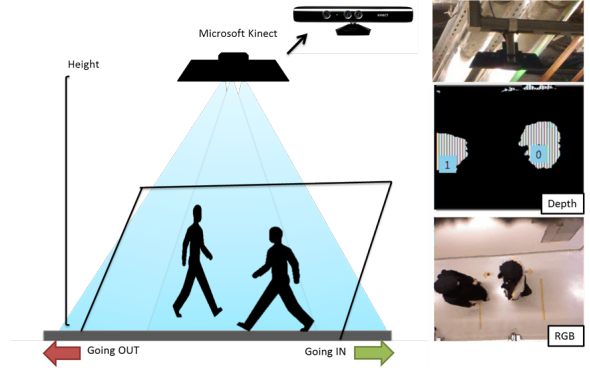 Microsoft Kinect
KINECT
Height
1
0
Depth
RGB
Going OUT
Going IN